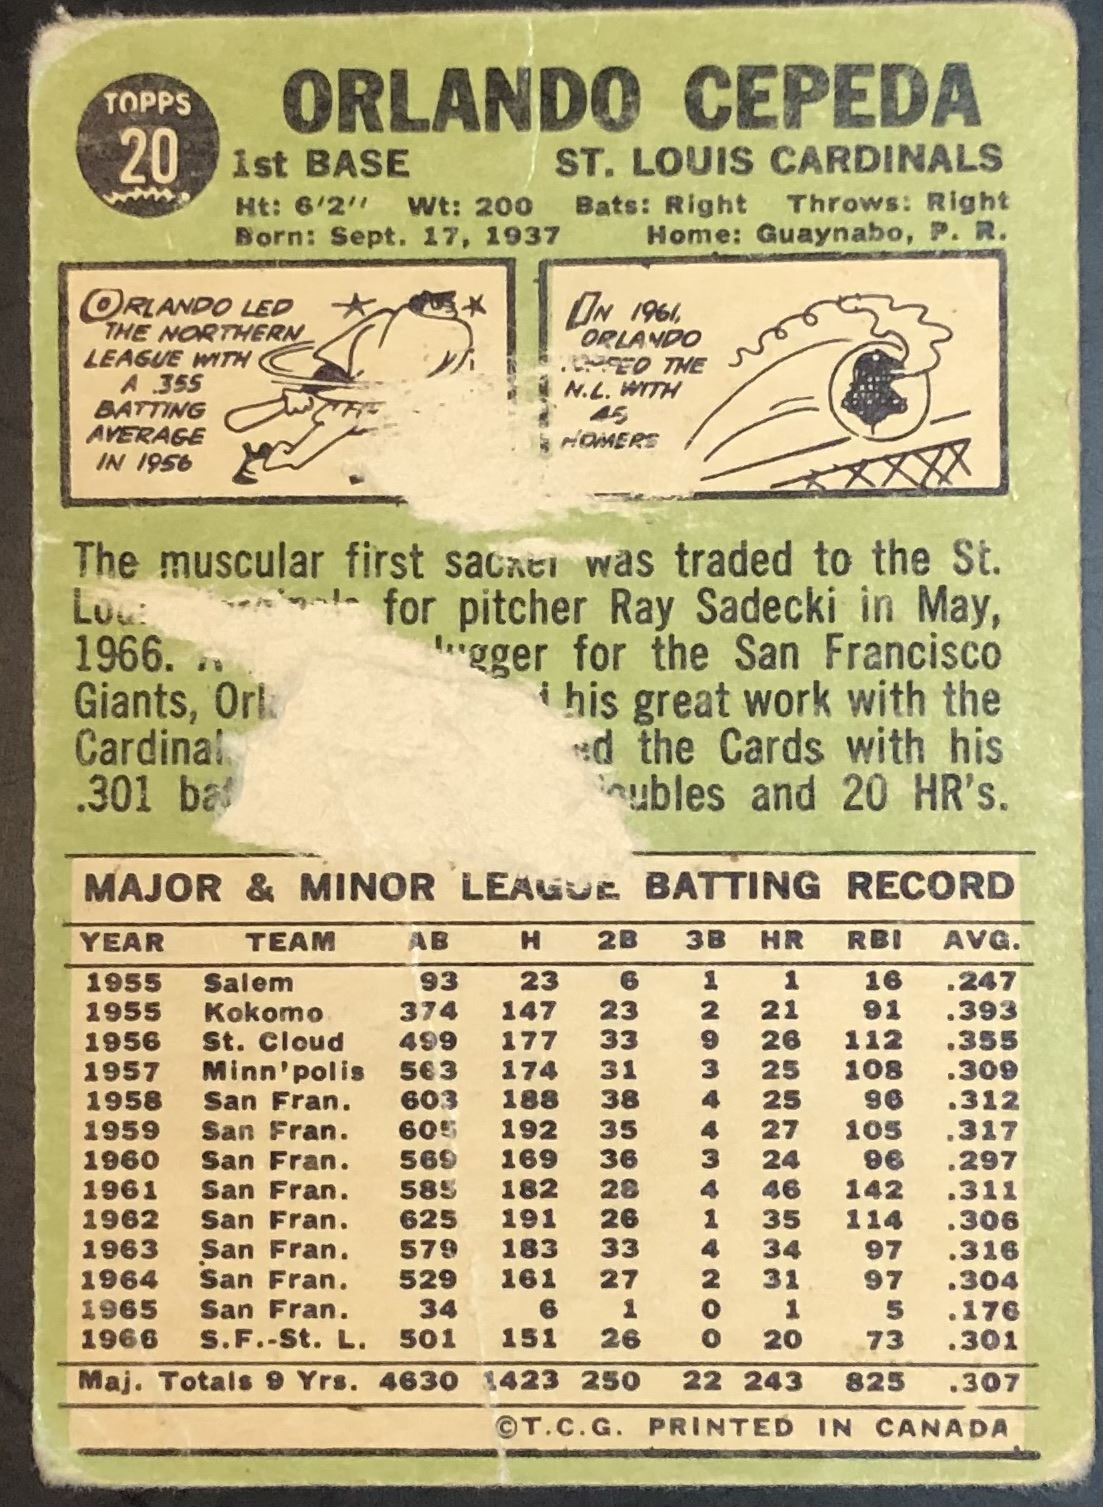 TOPPS
20
ORLANDO CEPEDA
1st BASE ST. LOUIS CARDINALS
Ht: 6'2" Wt: 200 Bats: Right Throws: Right
Born: Sept. 17, 1937 Home: Guaynabo, P. R.
ORLANDO LED
THE NORTHERN
LEAGUE WITH
A .355
BATTING
AVERAGE
IN 1956
IN 1961,
ORLANDO
THE
N.L. WITH
HOMERS
The muscular first sacker was traded to the St.
for pitcher Ray Sadecki in May,
1966. for the San Francisco
Giants, his great work with the
the Cards with his
.301 and 20 HR's.
MAJOR & MINOR LEAGUE BATTING RECORD
YEAR TEAM AB H 2B 3B HR RBI AVG.
1955 Salem 93 23 6 1 1 16 .247
1955 Kokomo 374 147 23 2 21 91 .393
1956 St. Cloud 499 177 33 9 26 112 .355
1957 Minn'polis 563 174 31 3 25 108 .309
1958 San Fran. 603 188 38 4 25 96 .312
1959 San Fran. 605 192 35 4 27 105 .317
1960 San Fran. 569 169 36 3 24 96 .297
1961 San Fran. 585 182 28 4 46 142 .311
1962 San Fran. 625 191 26 1 35 114 .306
1963 San Fran. 579 183 33 4 34 97 .316
1964 San Fran. 529 161 27 2 31 97 .304
1965 San Fran. 34 6 1 0 1 5 .176
1966 S.F.-St. L. 501 151 26 0 20 73 .301
Maj. Totals 9 Yrs. 4630 1423 250 22 243 825 .307
©T.C.G. PRINTED IN CANADA